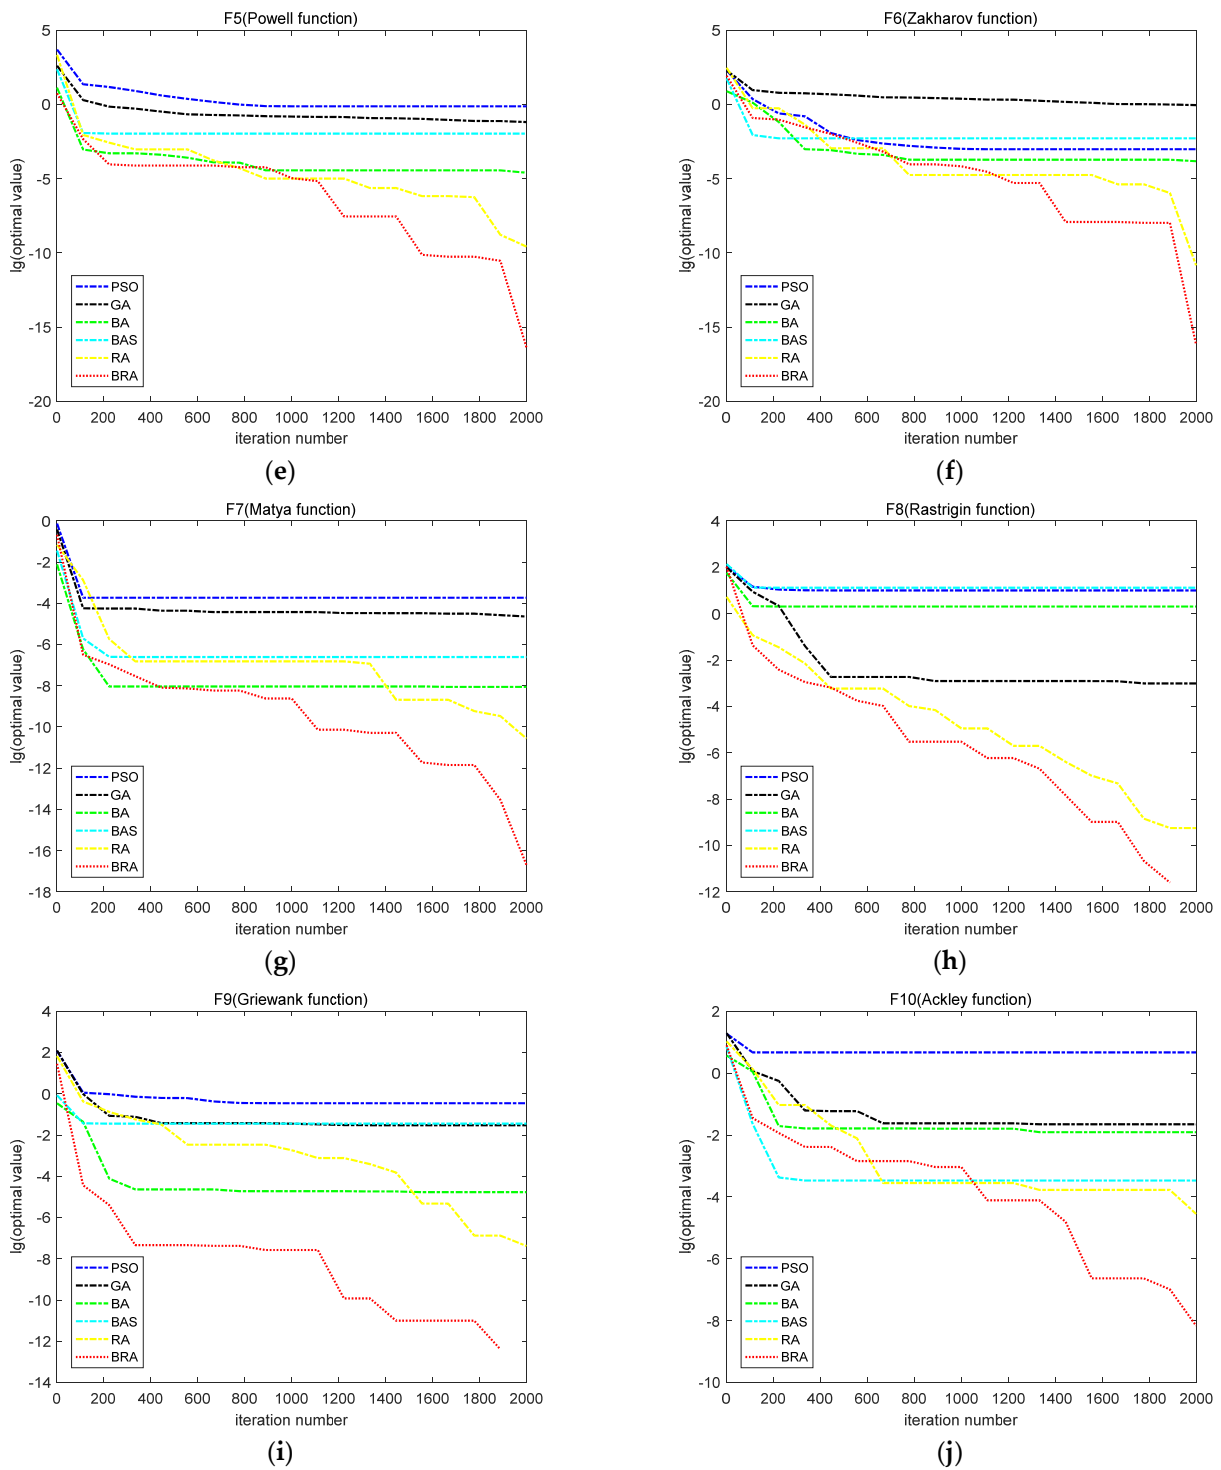 F5(Powell function)
5
0
-5
-10
-15
-20
lg(optimal value)
PSO
GA
BA
BAS
RA
BRA
0 200 400 600 800 1000 1200 1400 1600 1800 2000
iteration number
(e)
F6(Zakharov function)
5
0
-5
-10
-15
-20
lg(optimal value)
PSO
GA
BA
BAS
RA
BRA
0 200 400 600 800 1000 1200 1400 1600 1800 2000
iteration number
(f)
F7(Matya function)
0
-2
-4
-6
-8
-10
-12
-14
-16
-18
lg(optimal value)
PSO
GA
BA
BAS
RA
BRA
0 200 400 600 800 1000 1200 1400 1600 1800 2000
iteration number
(g)
F8(Rastrigin function)
4
2
0
-2
-4
-6
-8
-10
-12
lg(optimal value)
PSO
GA
BA
BAS
RA
BRA
0 200 400 600 800 1000 1200 1400 1600 1800 2000
iteration number
(h)
F9(Griewank function)
4
2
0
-2
-4
-6
-8
-10
-12
-14
lg(optimal value)
PSO
GA
BA
BAS
RA
BRA
0 200 400 600 800 1000 1200 1400 1600 1800 2000
iteration number
(i)
F10(Ackley function)
2
0
-2
-4
-6
-8
-10
lg(optimal value)
PSO
GA
BA
BAS
RA
BRA
0 200 400 600 800 1000 1200 1400 1600 1800 2000
iteration number
(j)